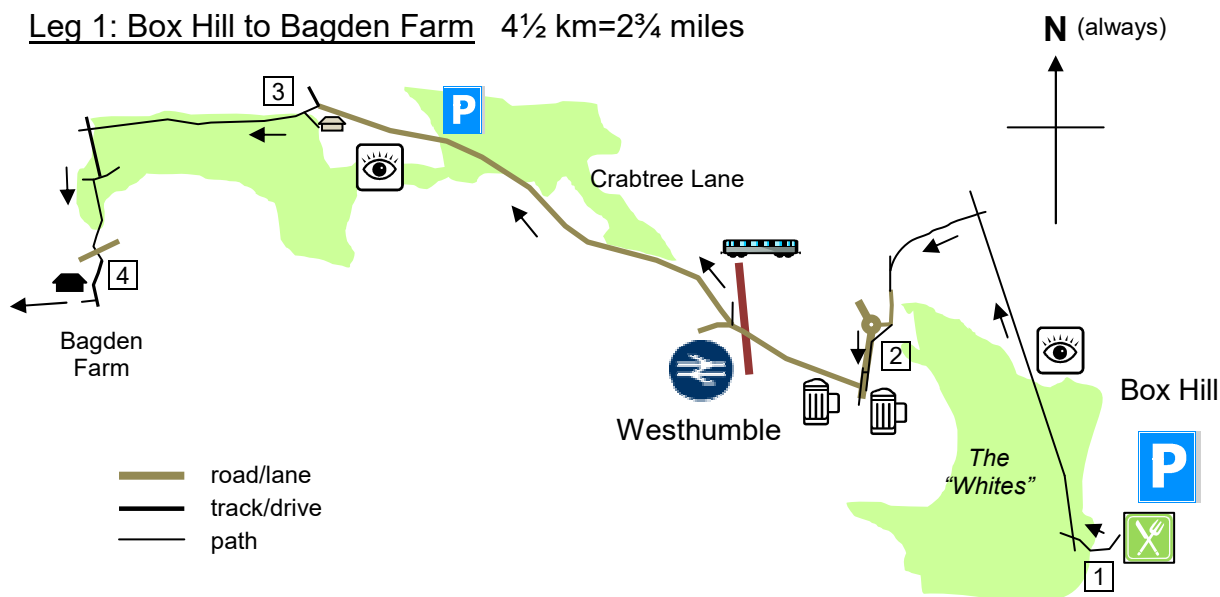 Leg 1: Box Hill to Bagden Farm 4½ km=2¾ miles
N (always)
3
P
Crabtree Lane
4
Bagden
Farm
2
Box Hill
Westhumble
The
“Whites”
P
road/lane
track/drive
path
1